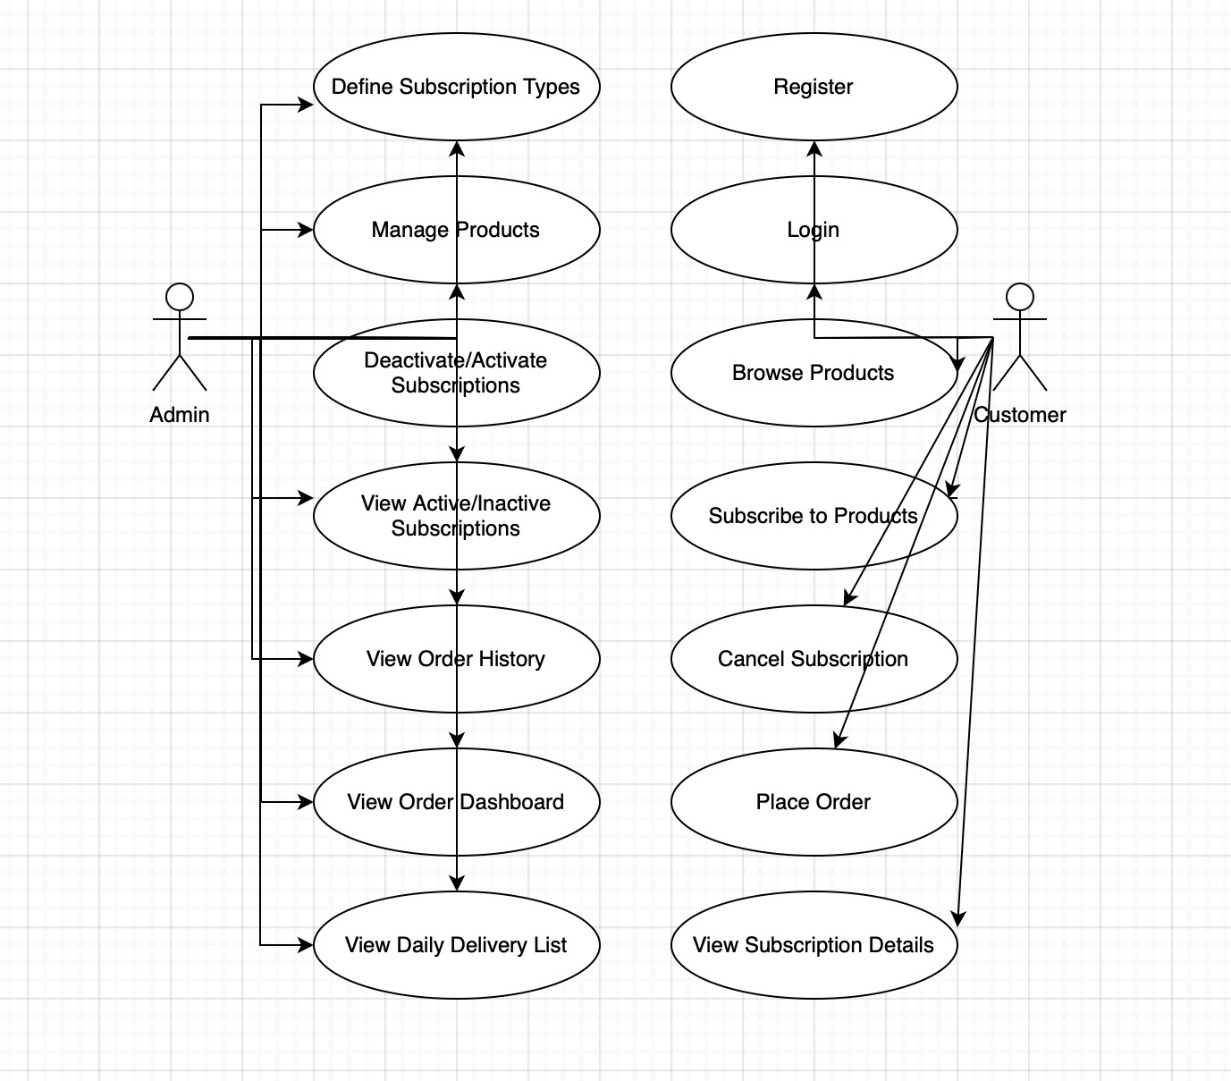 Define Subscription Types
Register
Manage Products
Login
Deactivate/Activate
Subscriptions
Browse Products
Admin
Customer
View Active/Inactive
Subscriptions
Subscribe to Products
View Order History
Cancel Subscription
View Order Dashboard
Place Order
View Daily Delivery List
View Subscription Details